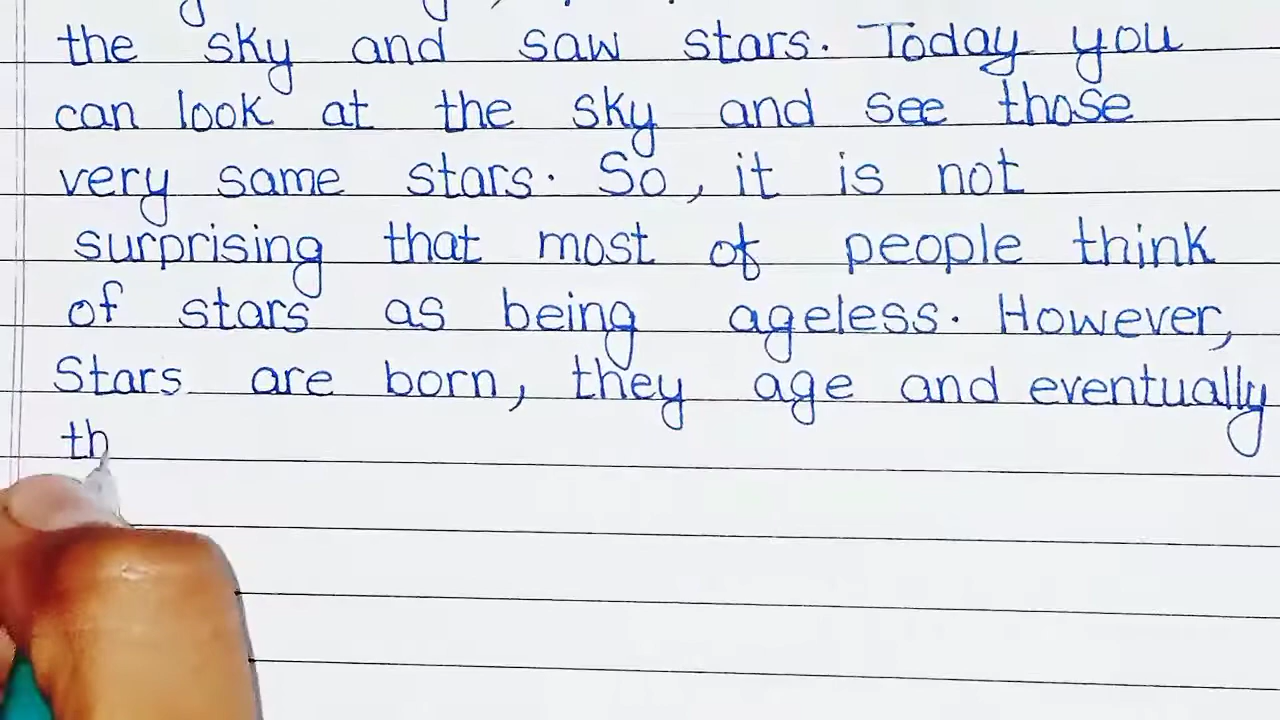 the sky and saw stars. Today you
can look at the sky and see those
very same stars. So, it is not
surprising that most of people think
of stars as being ageless. However,
Stars are born, they age and eventually
th